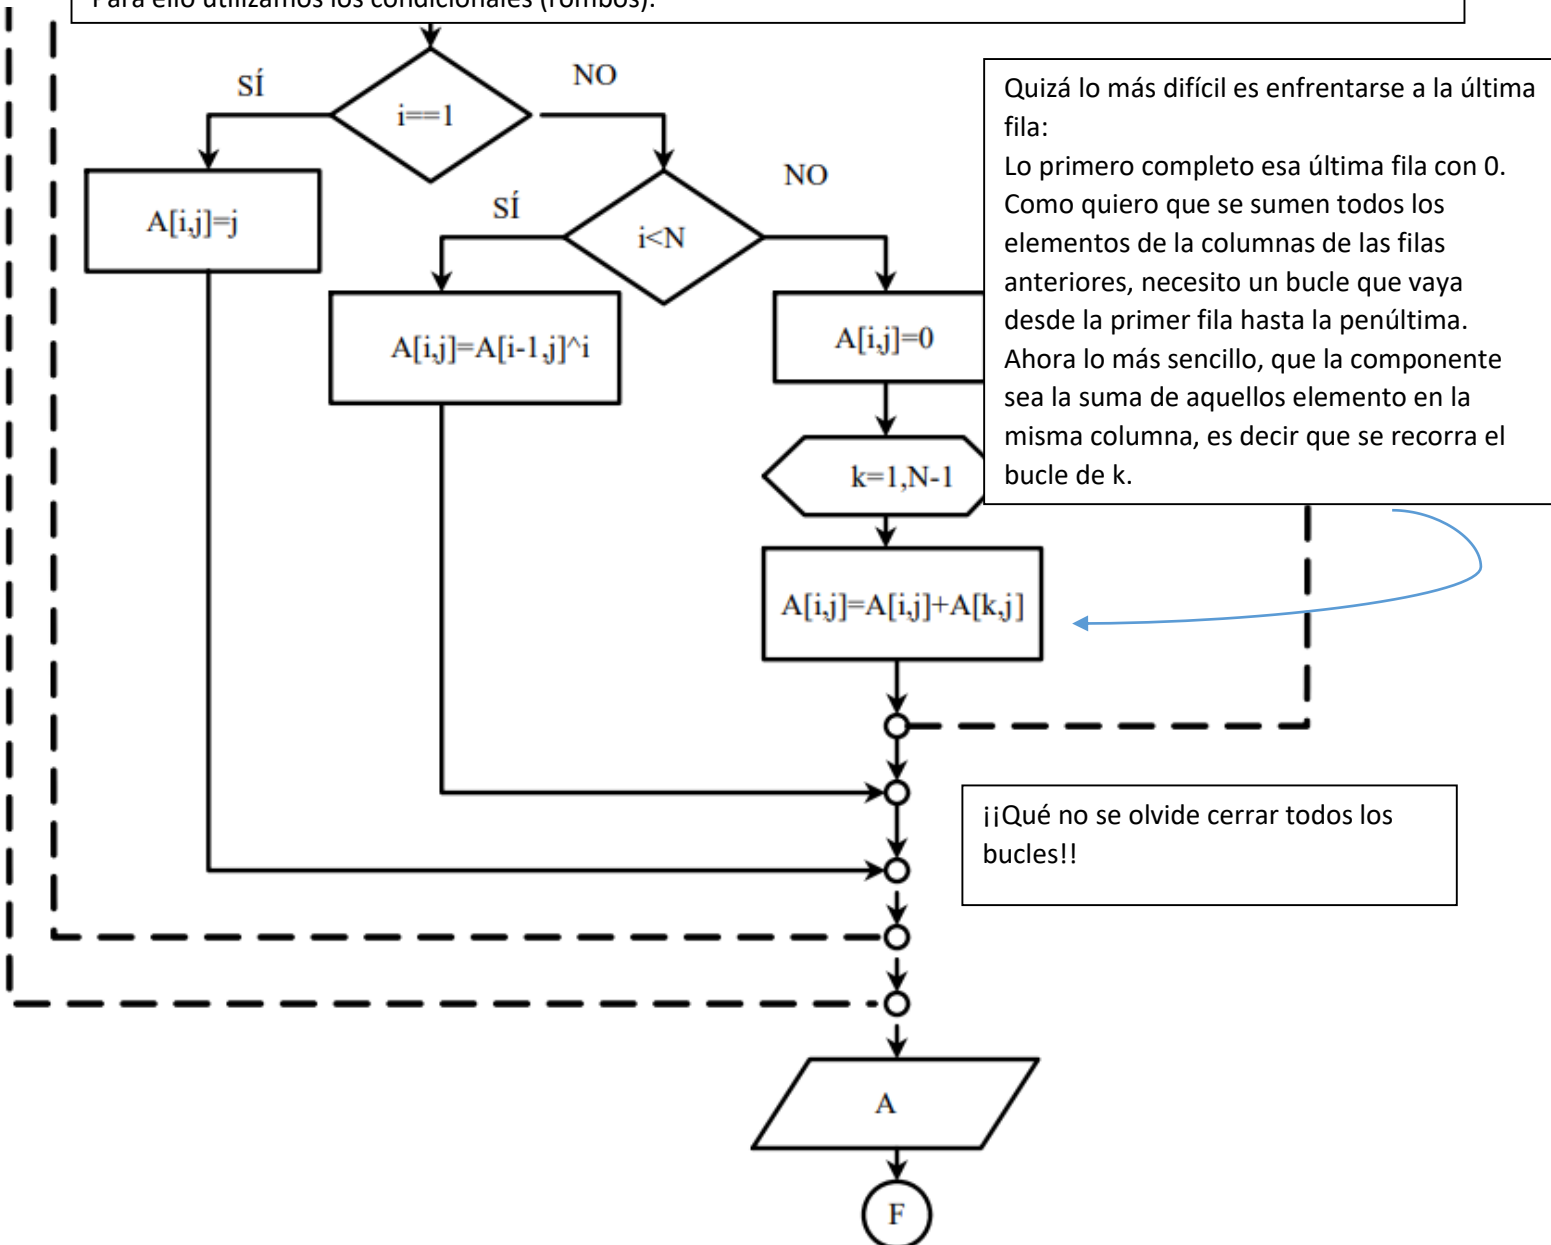 Para ello utilizamos los condicionales (rombos).
SÍ
NO
i==1
A[i,j]=j
SÍ
NO
i<N
A[i,j]=A[i-1,j]^i
A[i,j]=0
k=1,N-1
A[i,j]=A[i,j]+A[k,j]
Quizá lo más difícil es enfrentarse a la última
fila:
Lo primero completo esa última fila con 0.
Como quiero que se sumen todos los
elementos de la columnas de las filas
anteriores, necesito un bucle que vaya
desde la primer fila hasta la penúltima.
Ahora lo más sencillo, que la componente
sea la suma de aquellos elemento en la
misma columna, es decir que se recorra el
bucle de k.
¡¡Qué no se olvide cerrar todos los
bucles!!
A
F